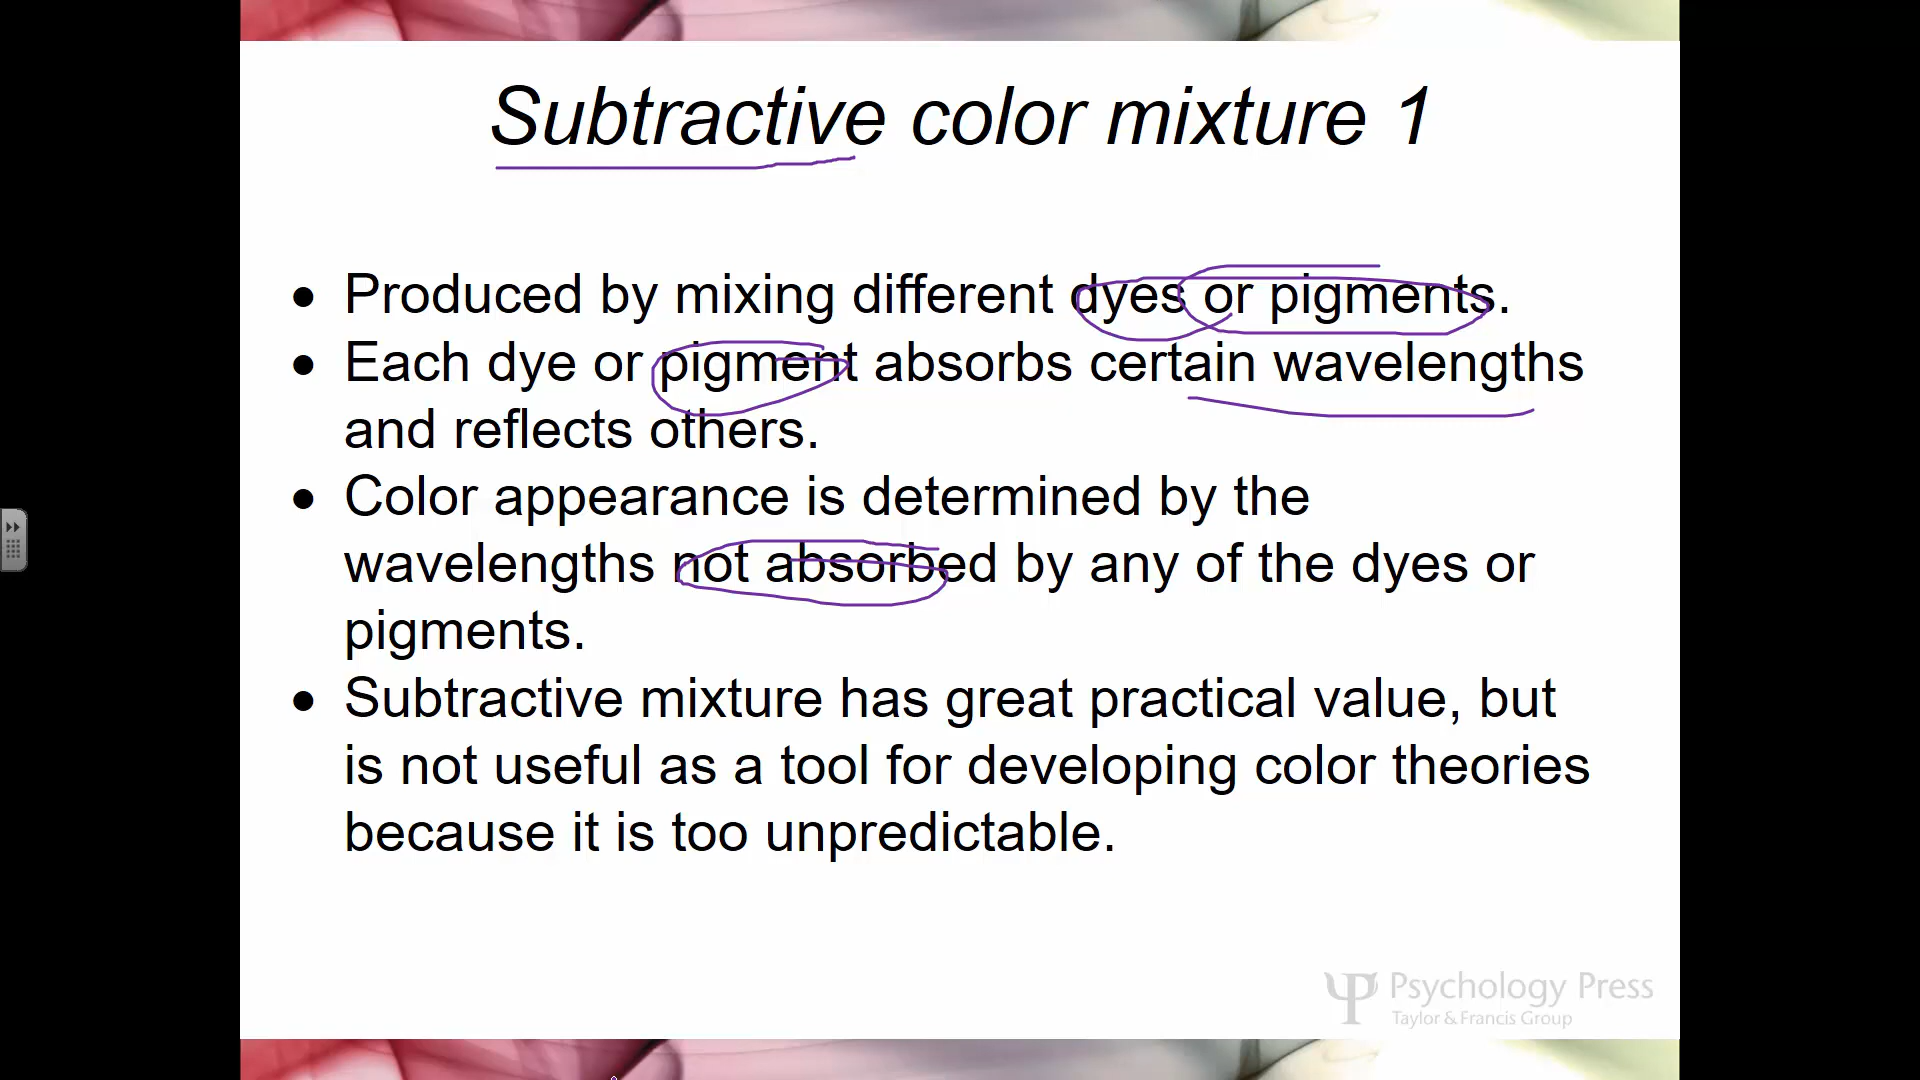 Subtractive color mixture 1
● Produced by mixing different dyes or pigments.
● Each dye or pigment absorbs certain wavelengths
and reflects others.
● Color appearance is determined by the
wavelengths not absorbed by any of the dyes or
pigments.
● Subtractive mixture has great practical value, but
is not useful as a tool for developing color theories
because it is too unpredictable.
Psychology Press
Taylor & Francis Group